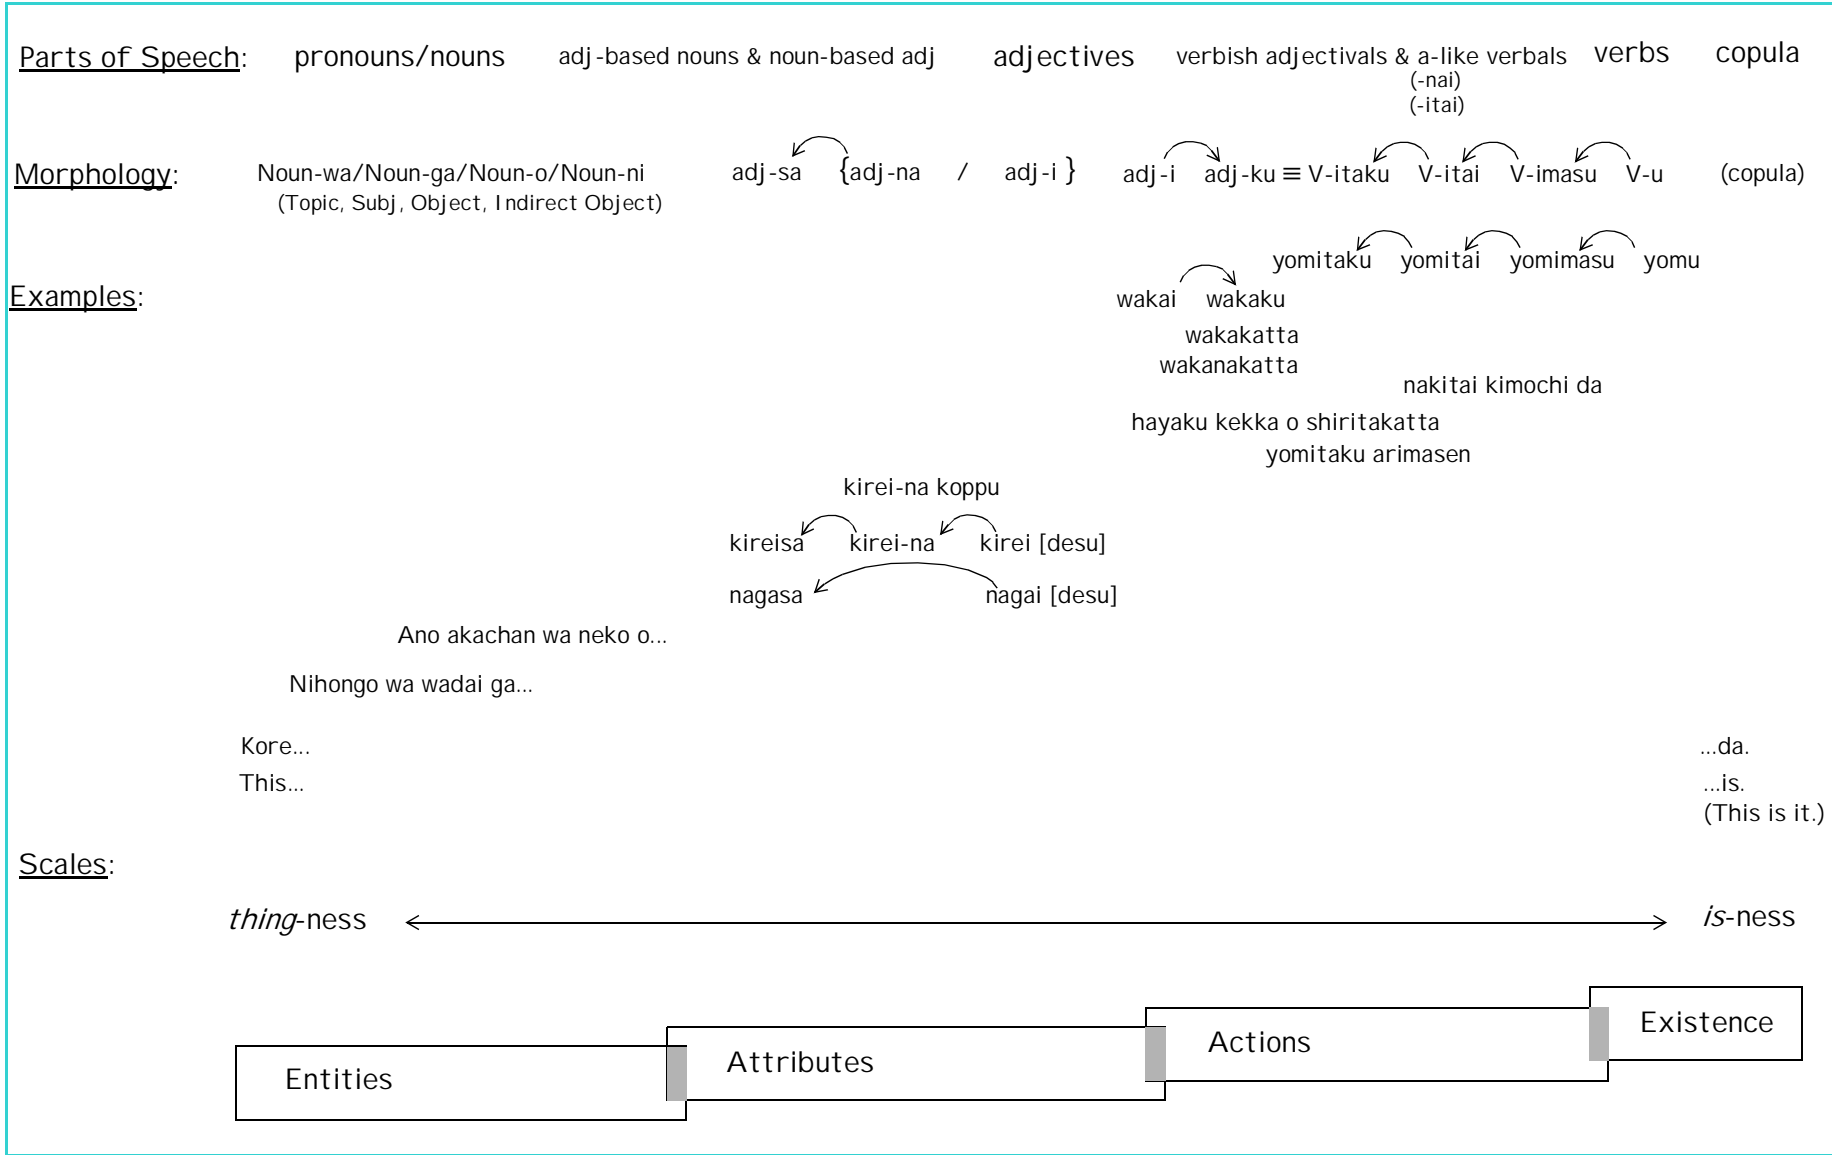 Parts of Speech: pronouns/nouns adj-based nouns & noun-based adj adjectives verbish adjectivals & a-like verbals verbs copula
(-nai)
(-itai)
Morphology: Noun-wa/Noun-ga/Noun-o/Noun-ni adj-sa {adj-na / adj-i } adj-i adj-ku ≡ V-itaku V-itai V-imasu V-u (copula)
(Topic, Subj, Object, Indirect Object)
yomitaku yomitai yomimasu yomu
Examples: wakai wakaku
wakakatta
wakanakatta
nakitai kimochi da
hayaku kekka o shiritakatta
yomitaku arimasen
kirei-na koppu
kireisa kirei-na kirei [desu]
nagasa nagai [desu]
Ano akachan wa neko o...
Nihongo wa wadai ga...
Kore... ...da.
This... ...is.
(This is it.)
Scales:
thing-ness is-ness
Existence
Actions
Attributes
Entities